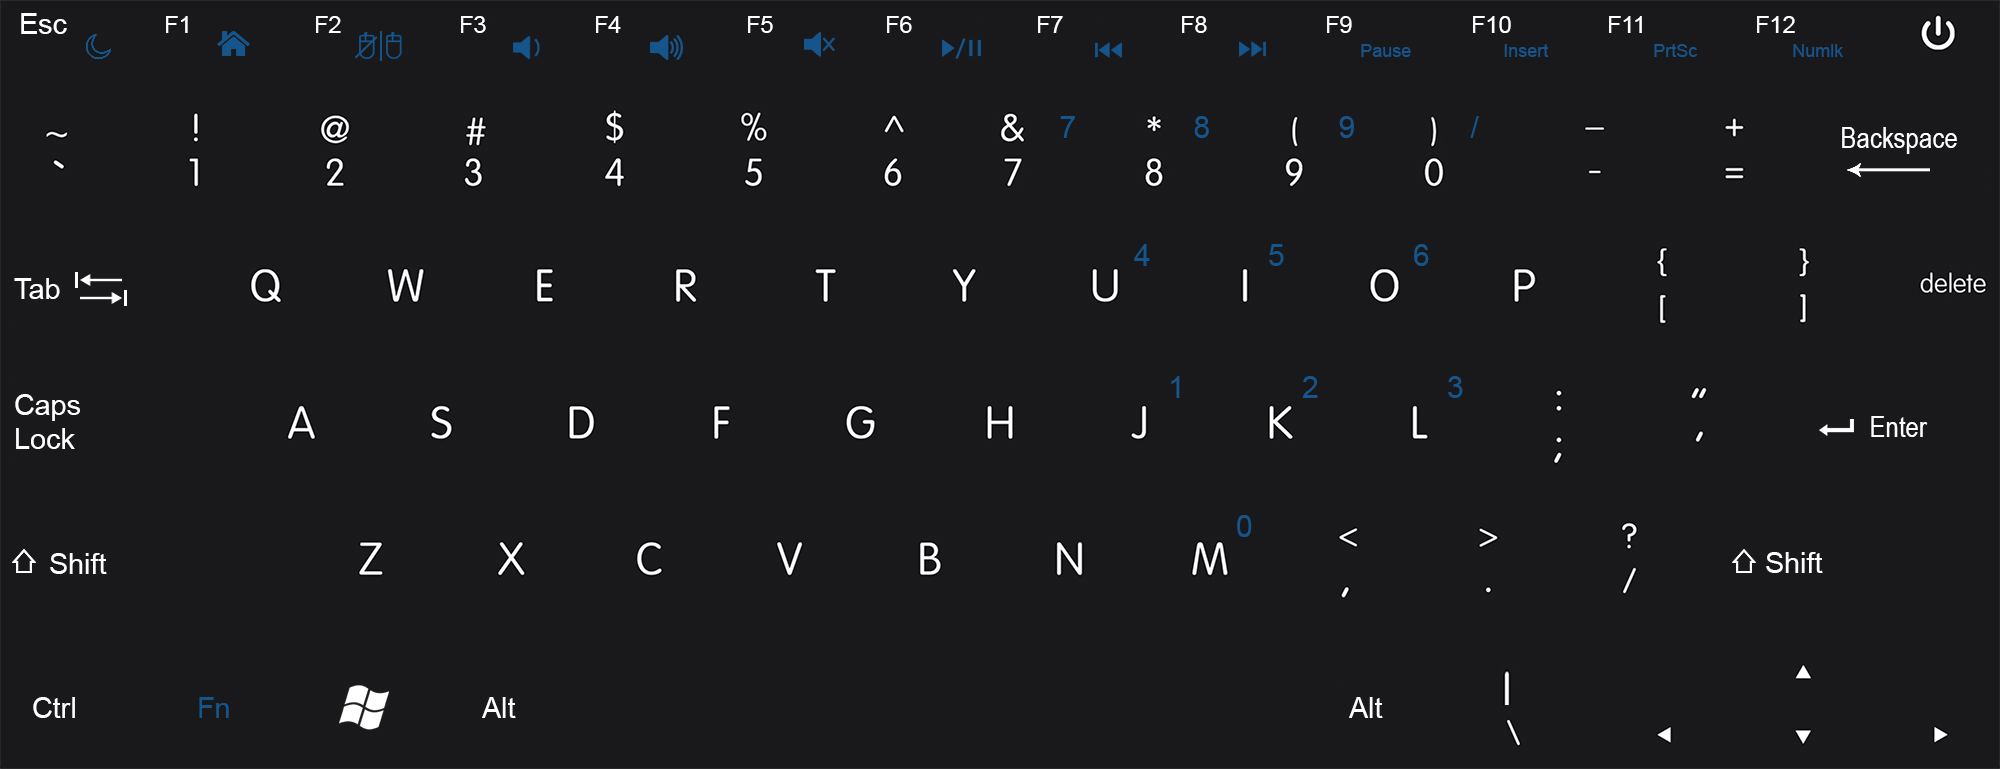 Esc F1 F2 F3 F4 F5 F6 F7 F8 F9 F10 F11 F12
Pause Insert PrtSc Numlk
~ ! @ # $ % ^ & 7 * 8 ( 9 ) / _ +
` 1 2 3 4 5 6 7 8 9 0 - =
Backspace
4 5 6 { }
Tab Q W E R T Y U I O P delete
[ ]
1 2 3 : "
Caps
Lock
A S D F G H J K L Enter
; '
0 < > ?
Shift Z X C V B N M Shift
, . /
Ctrl Fn Alt Alt |
\